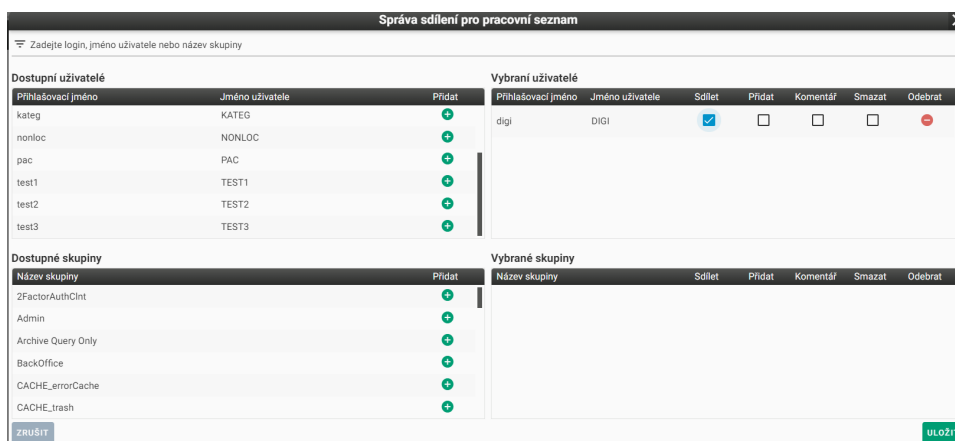 Správa sdílení pro pracovní seznam
Zadejte login, jméno uživatele nebo název skupiny
Dostupní uživatelé
Přihlašovací jméno Jméno uživatele Přidat
kateg KATEG
nonloc NONLOC
pac PAC
test1 TEST1
test2 TEST2
test3 TEST3
Vybraní uživatelé
Přihlašovací jméno Jméno uživatele Sdílet Přidat Komentář Smazat Odebrat
digi DIGI
Dostupné skupiny
Název skupiny Přidat
2FactorAuthClnt
Admin
Archive Query Only
BackOffice
CACHE_errorCache
CACHE_trash
Vybrané skupiny
Název skupiny Sdílet Přidat Komentář Smazat Odebrat
ZRUŠIT
ULOŽIT